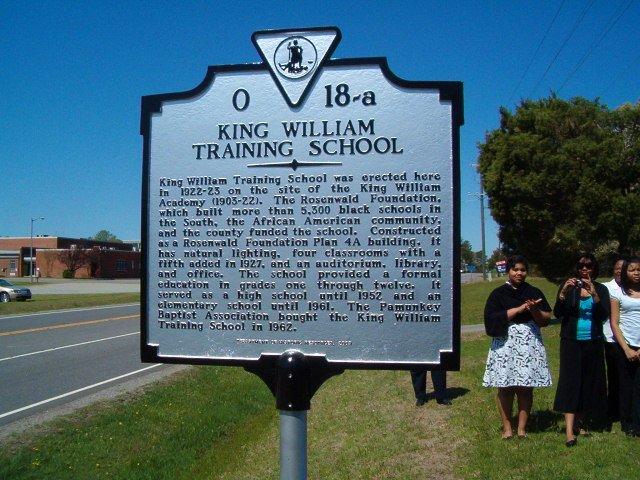 O 18-a
KING WILLIAM
TRAINING SCHOOL
King William Training School was erected here
in 1922-23 on the site of the King William
Academy (1903-22). The Rosenwald Foundation,
which built more than 5,300 black schools in
the South, the African American community,
and the county funded the school. Constructed
as a Rosenwald Foundation Plan 4A building, it
has natural lighting, four classrooms with a
fifth added in 1927, and an auditorium, library,
and office. The school provided a formal
education in grades one through twelve. It
served as a high school until 1952 and an
elementary school until 1961. The Pamunkey
Baptist Association bought the King William
Training School in 1962.
DEPARTMENT OF HISTORIC RESOURCES,